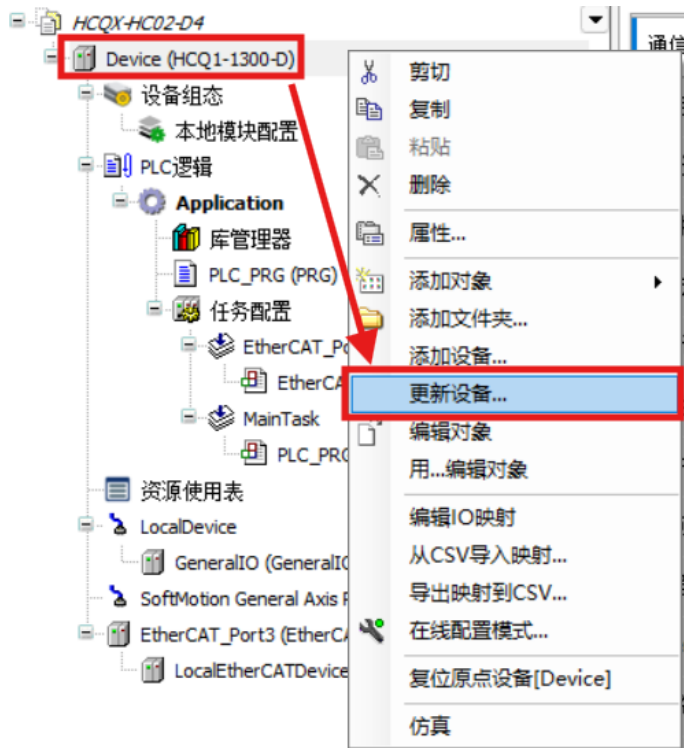 HCQX-HC02-D4
Device (HCQ1-1300-D)
设备组态
本地模块配置
PLC逻辑
Application
库管理器
PLC_PRG (PRG)
任务配置
EtherCAT_Po
EtherCA
MainTask
PLC_PRG
资源使用表
LocalDevice
GeneralIO (GeneralIO
SoftMotion General Axis P
EtherCAT_Port3 (EtherCA
LocalEtherCATDevice
通信
剪切
复制
粘贴
删除
属性...
添加对象
添加文件夹...
添加设备...
更新设备...
编辑对象
用...编辑对象
编辑IO映射
从CSV导入映射...
导出映射到CSV...
在线配置模式...
复位原点设备[Device]
仿真